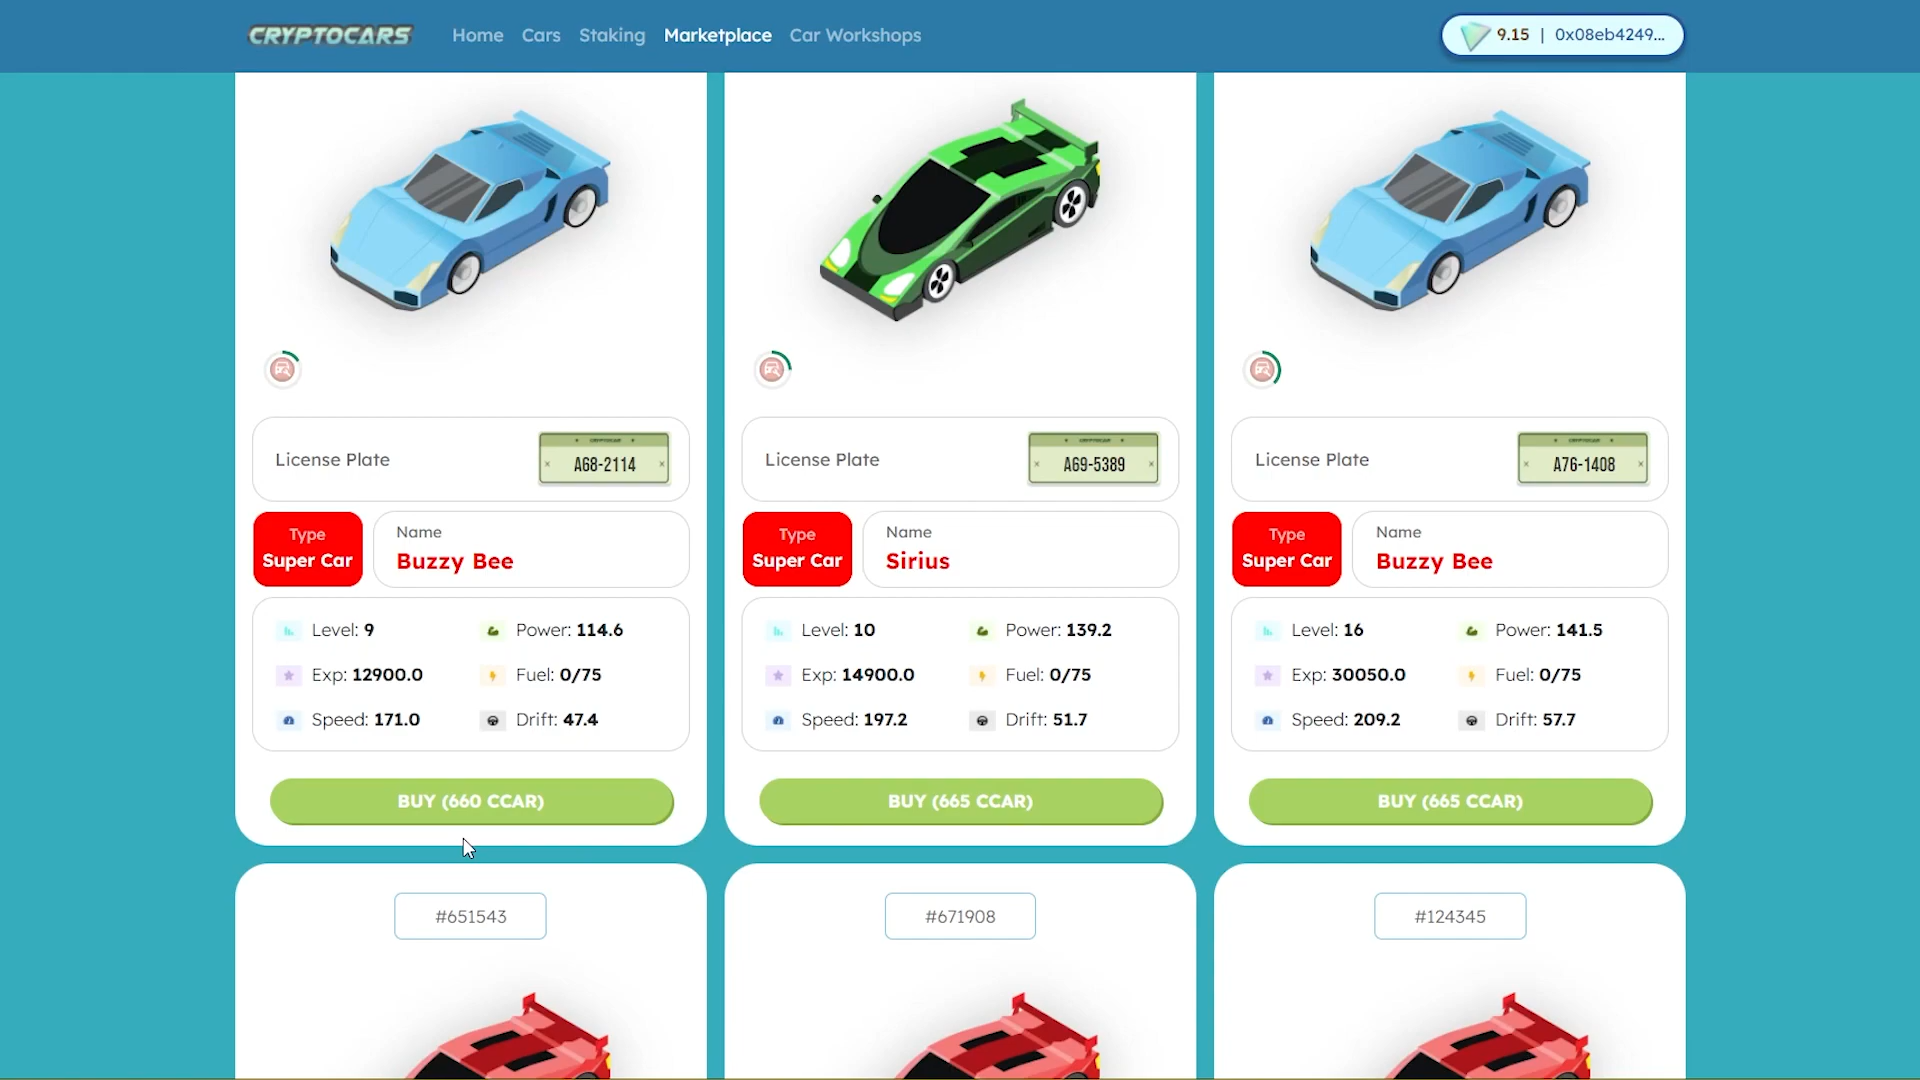 CRYPTOCARS
Home Cars Staking Marketplace Car Workshops
9.15 | 0x08eb4249...
License Plate
CRYPTOCAR
A68-2114
Type
Super Car
Name
Buzzy Bee
Level: 9
Power: 114.6
Exp: 12900.0
Fuel: 0/75
Speed: 171.0
Drift: 47.4
BUY (660 CCAR)
License Plate
CRYPTOCAR
A69-5389
Type
Super Car
Name
Sirius
Level: 10
Power: 139.2
Exp: 14900.0
Fuel: 0/75
Speed: 197.2
Drift: 51.7
BUY (665 CCAR)
License Plate
CRYPTOCAR
A76-1408
Type
Super Car
Name
Buzzy Bee
Level: 16
Power: 141.5
Exp: 30050.0
Fuel: 0/75
Speed: 209.2
Drift: 57.7
BUY (665 CCAR)
#651543
#671908
#124345